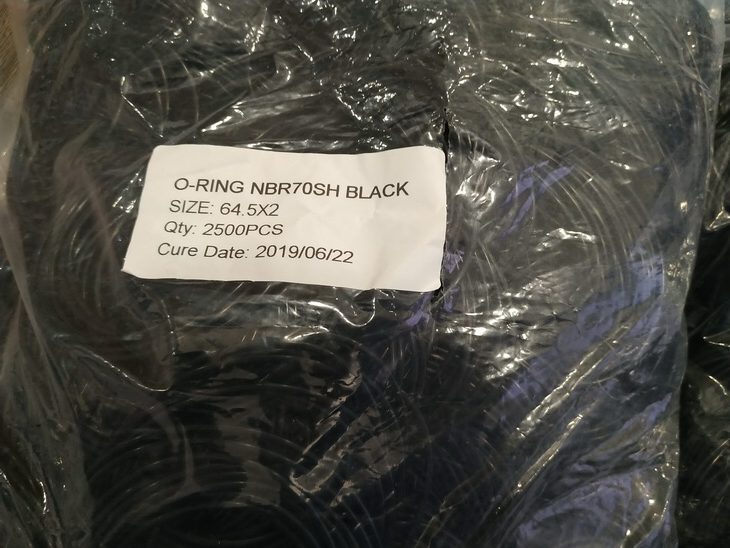 O-RING NBR70SH BLACK
SIZE: 64.5X2
Qty: 2500PCS
Cure Date: 2019/06/22